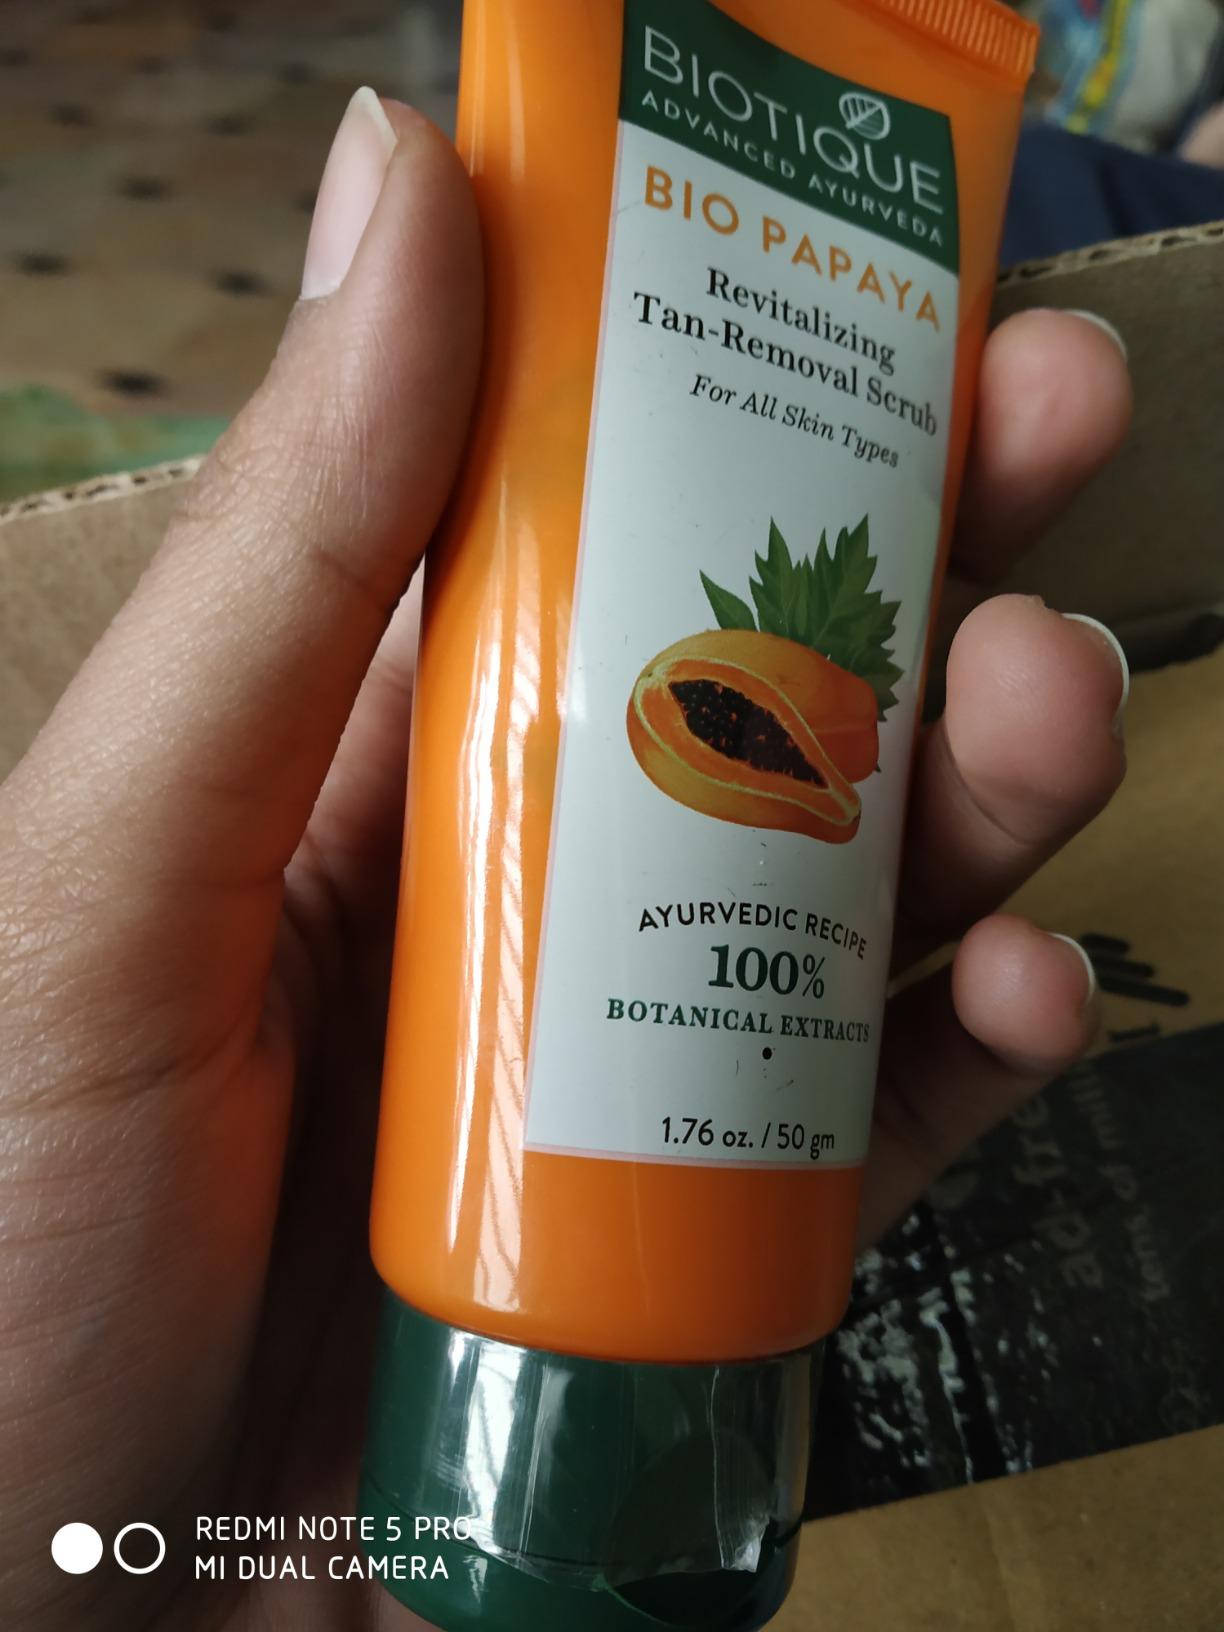 BIOTIQUE
ADVANCED AYURVEDA
BIO PAPAYA
Revitalizing
Tan-Removal Scrub
For All Skin Types
AYURVEDIC RECIPE
100%
BOTANICAL EXTRACTS
1.76 oz. / 50 gm
REDMI NOTE 5 PRO
MI DUAL CAMERA